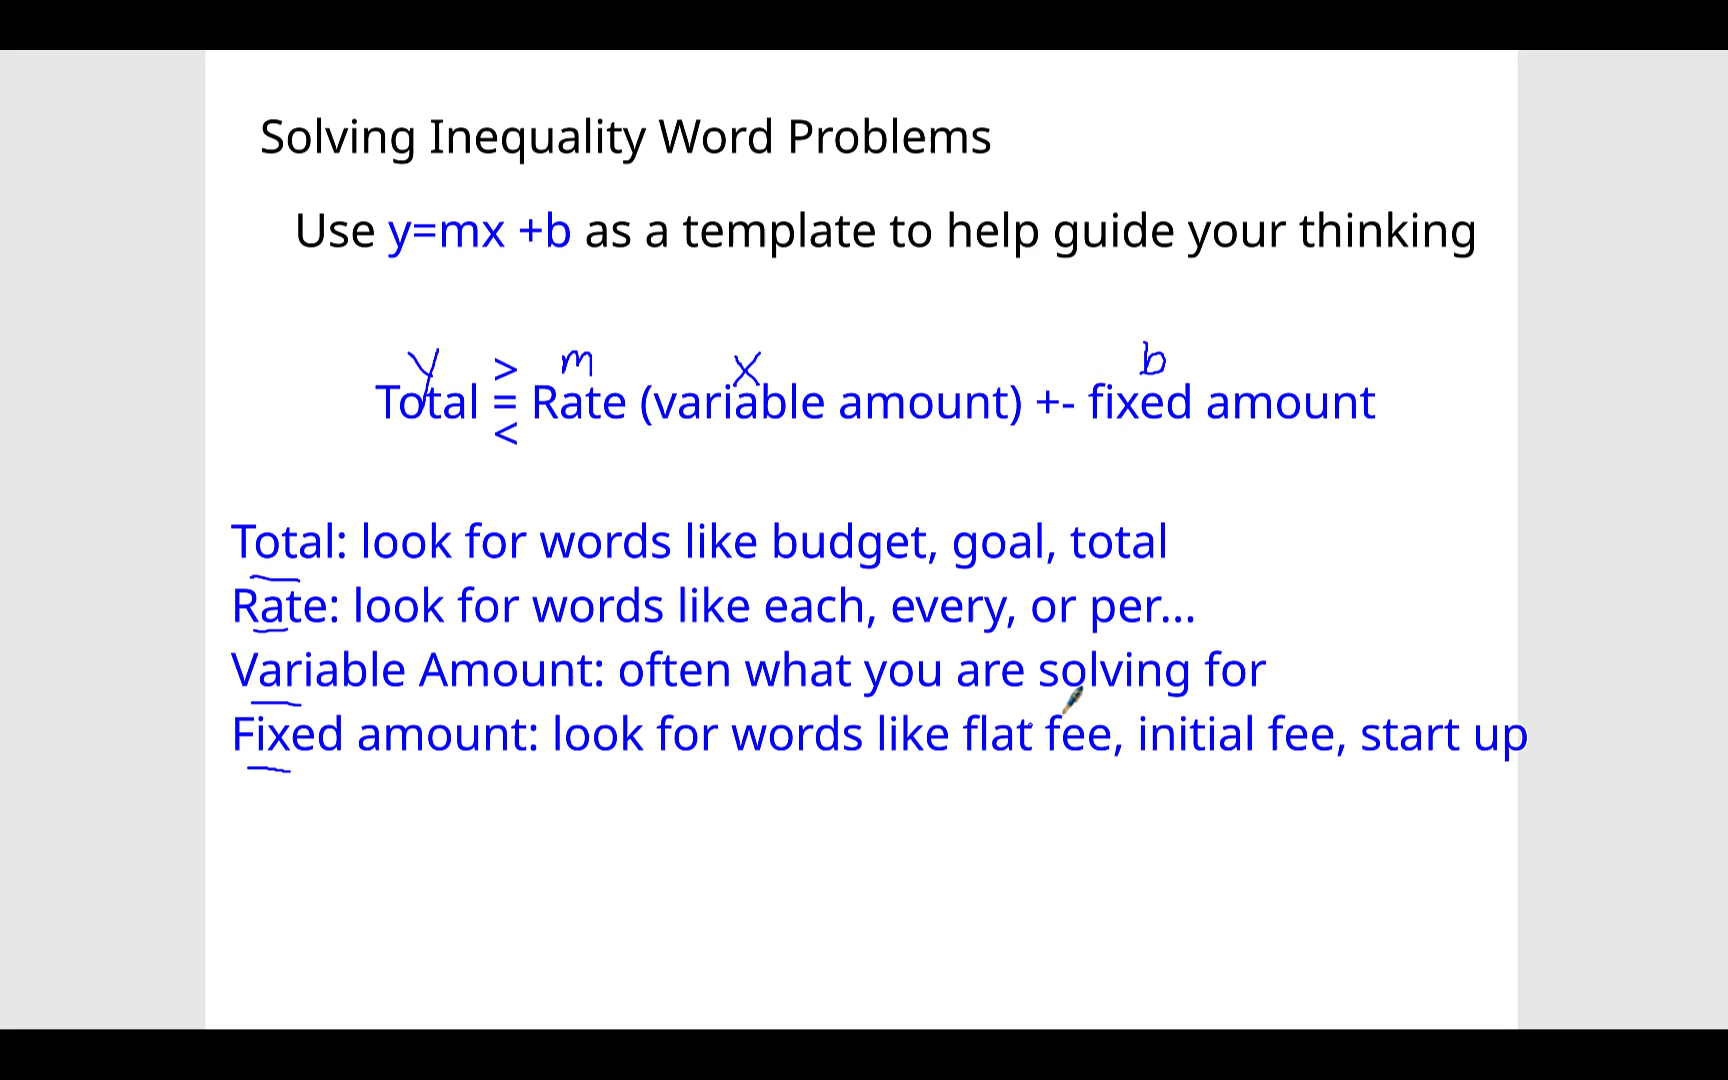 Solving Inequality Word Problems
Use y=mx +b as a template to help guide your thinking
y > m x b
Total = Rate (variable amount) +- fixed amount
<
Total: look for words like budget, goal, total
Rate: look for words like each, every, or per...
Variable Amount: often what you are solving for
Fixed amount: look for words like flat fee, initial fee, start up